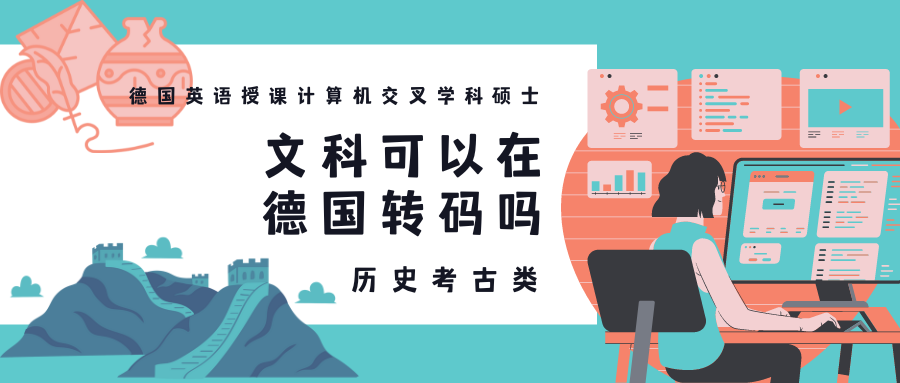 德国英语授课计算机交叉学科硕士
文科可以在
德国转码吗
历史考古类